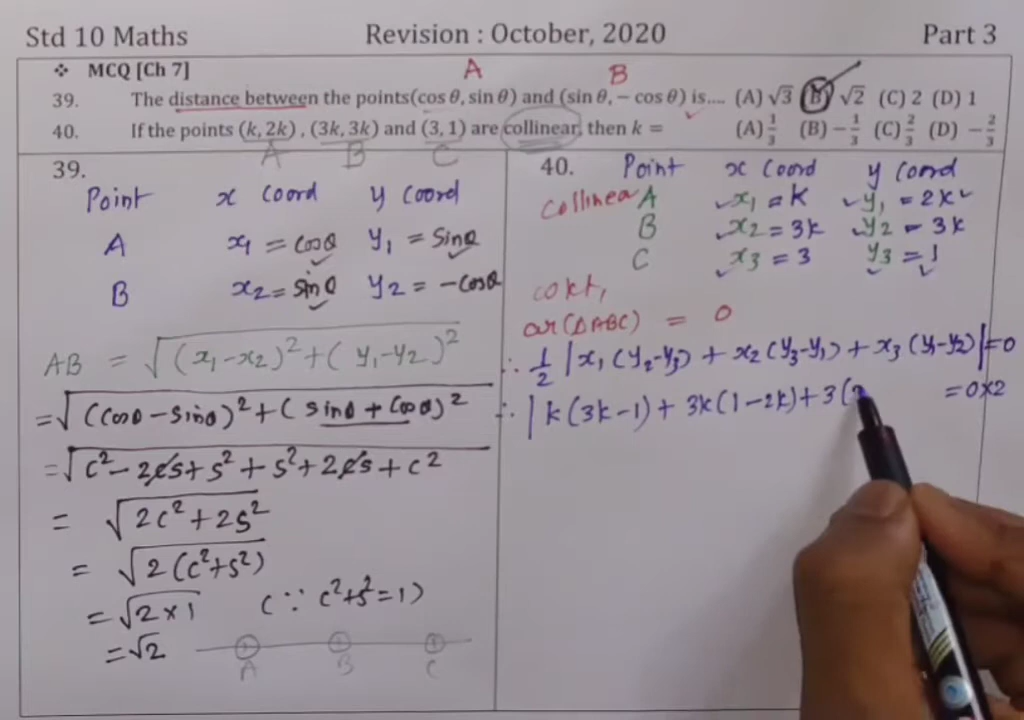 Std 10 Maths Revision : October, 2020 Part 3
❖ MCQ [Ch 7] A B
39. The distance between the points(cos θ, sin θ) and (sin θ, − cos θ) is.... (A) √3 (B) √2 (C) 2 (D) 1
40. If the points (k, 2k) , (3k, 3k) and (3, 1) are collinear, then k = (A) 1/3 (B) − 1/3 (C) 2/3 (D) − 2/3
A B C
39.
Point x coord y coord
A x₁ = cosθ y₁ = sinθ
B x₂ = sinθ y₂ = -cosθ
AB = √(x₁-x₂)² + (y₁-y₂)²
= √(cosθ - sinθ)² + (sinθ + cosθ)²
= √c² - 2cs + s² + s² + 2cs + c²
= √2c² + 2s²
= √2(c²+s²)
= √2×1 (∵ c²+s²=1)
= √2
A B C
40. Point x coord y coord
collinear A x₁ = k y₁ = 2k
B x₂ = 3k y₂ = 3k
C x₃ = 3 y₃ = 1
ar(ΔABC) = 0
∴ 1/2 | x₁(y₂-y₃) + x₂(y₃-y₁) + x₃(y₁-y₂)| = 0
∴ | k(3k-1) + 3k(1-2k) + 3( = 0×2